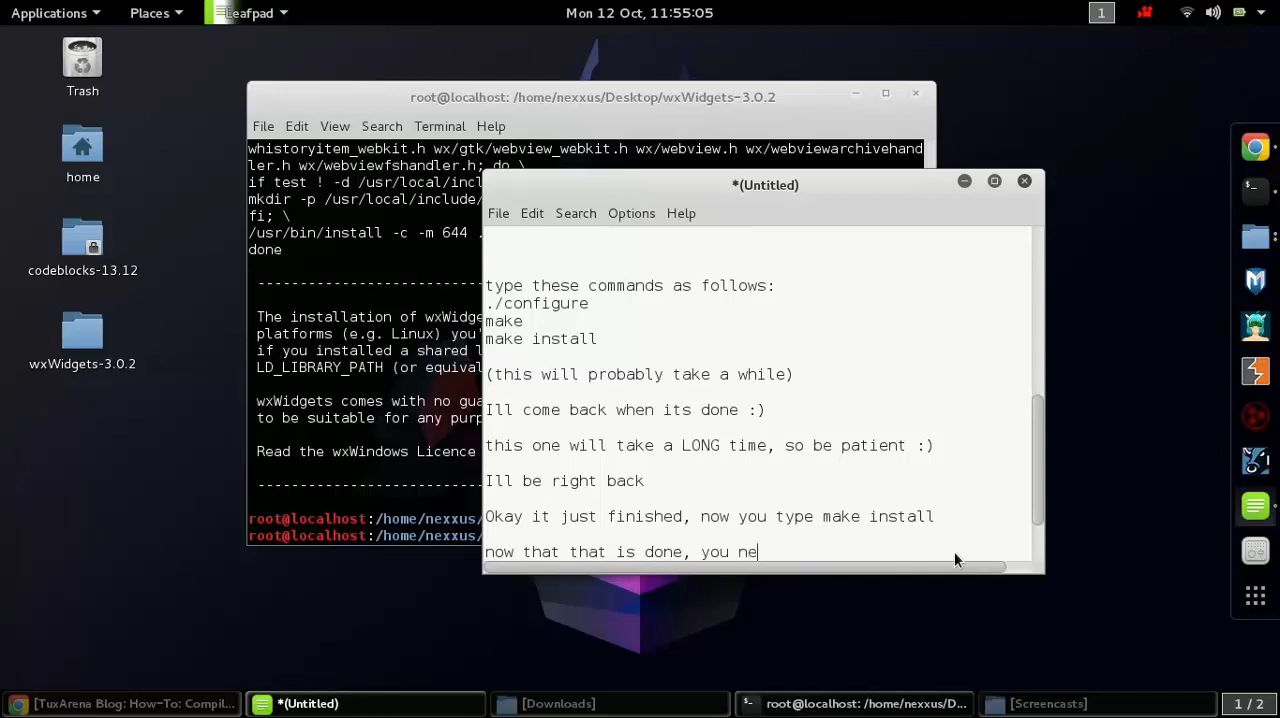 Applications
Places
Leafpad
Mon 12 Oct, 11:55:05
1
Trash
home
codeblocks-13.12
wxWidgets-3.0.2
root@localhost: /home/nexxus/Desktop/wxWidgets-3.0.2
File Edit View Search Terminal Help
whistoryitem_webkit.h wx/gtk/webview_webkit.h wx/webview.h wx/webviewarchivehand
ler.h wx/webviewfshandler.h; do \
if test ! -d /usr/local/incl
mkdir -p /usr/local/include/
fi; \
/usr/bin/install -c -m 644 .
done
------------------------
The installation of wxWidge
platforms (e.g. Linux) you'
if you installed a shared l
LD_LIBRARY_PATH (or equival
wxWidgets comes with no gua
to be suitable for any purp
Read the wxWindows Licence
------------------------
root@localhost:/home/nexxus/
root@localhost:/home/nexxus/
*(Untitled)
File Edit Search Options Help
type these commands as follows:
./configure
make
make install
(this will probably take a while)
Ill come back when its done :)
this one will take a LONG time, so be patient :)
Ill be right back
Okay it just finished, now you type make install
now that that is done, you ne
[TuxArena Blog: How-To: Compil...
*(Untitled)
[Downloads]
root@localhost: /home/nexxus/D...
[Screencasts]
1 / 2